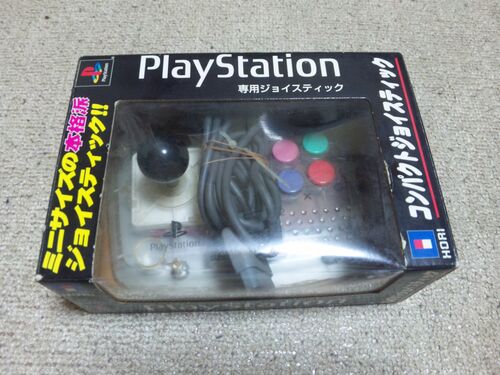 PlayStation
専用ジョイスティック
ミニサイズの本格派
ジョイスティック!!
コンパクトジョイスティック
HORI
PlayStation
PlayStation